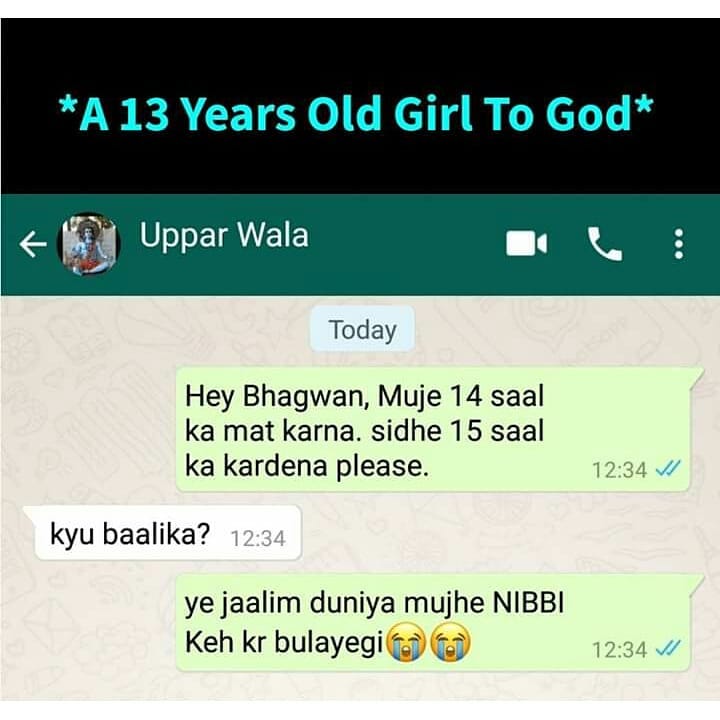 *A 13 Years Old Girl To God*
Uppar Wala
Today
Hey Bhagwan, Muje 14 saal
ka mat karna. sidhe 15 saal
ka kardena please.
12:34
kyu baalika?
12:34
ye jaalim duniya mujhe NIBBI
Keh kr bulayegi😭😭
12:34